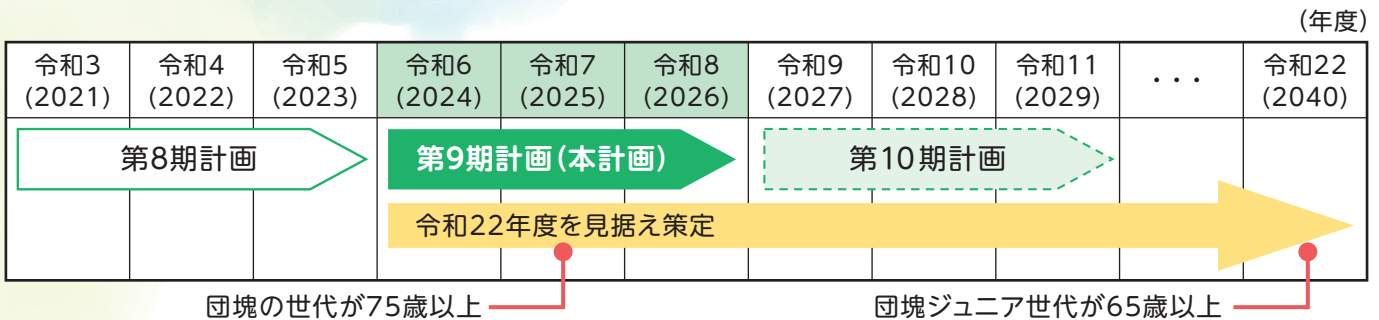 (年度)
令和3 令和4 令和5 令和6 令和7 令和8 令和9 令和10 令和11 ・・・ 令和22
(2021) (2022) (2023) (2024) (2025) (2026) (2027) (2028) (2029) (2040)
第8期計画 第9期計画(本計画) 第10期計画
令和22年度を見据え策定
団塊の世代が75歳以上 団塊ジュニア世代が65歳以上